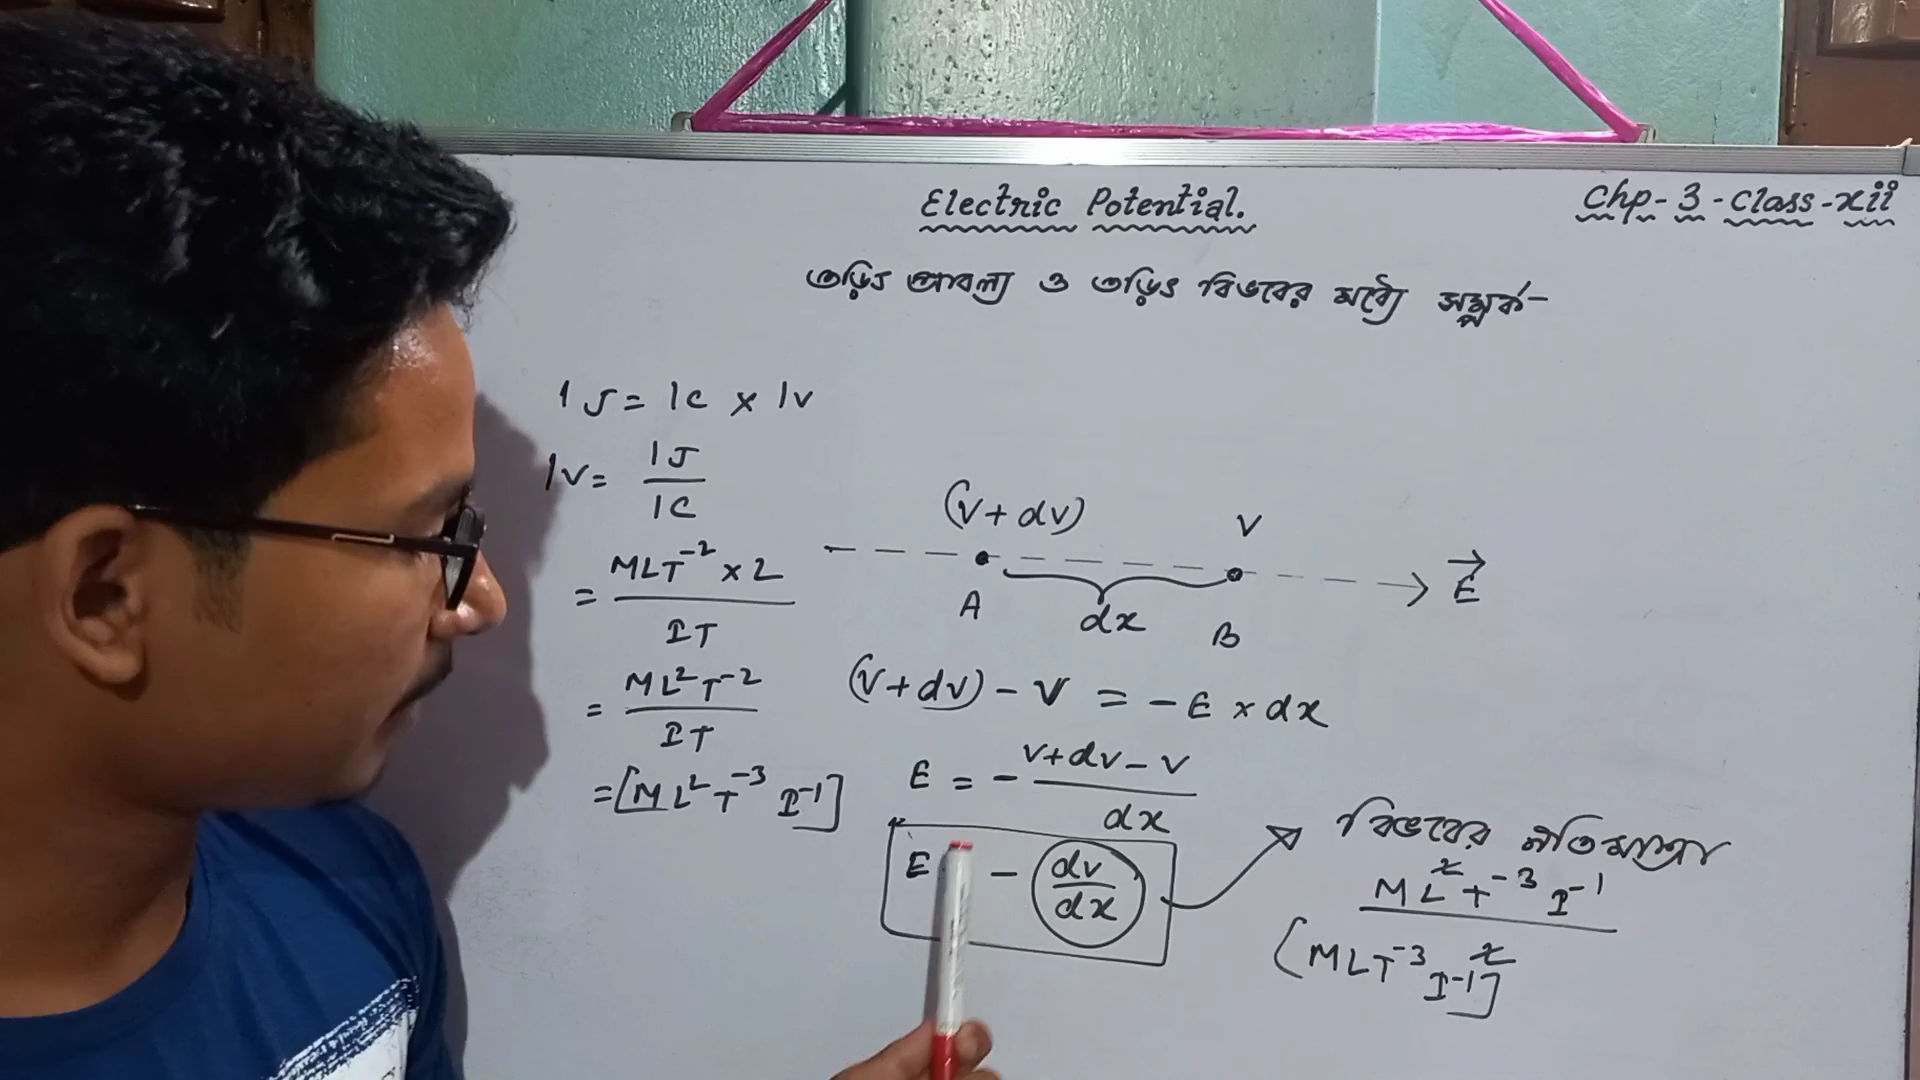 Electric Potential.
Chp-3-Class-xii
তড়িৎ প্রাবল্য ও তড়িৎ বিভবের মধ্যে সম্পর্ক-
1 J = 1C × 1V
1V = 1J
1C
= MLT⁻² × L
IT
= ML²T⁻²
IT
= [ML²T⁻³I⁻¹]
(V+dv)
V
A
dx
B
E⃗
(V+dv) - V = - E × dx
E = - V+dv-V
dx
E - dv
dx
বিভবের নতিমাত্রা
ML²T⁻³I⁻¹
L
[MLT⁻³I⁻¹]